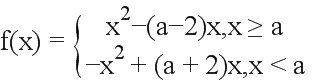 f(x) = { x²−(a−2)x,x ≥ a
−x² + (a + 2)x,x < a